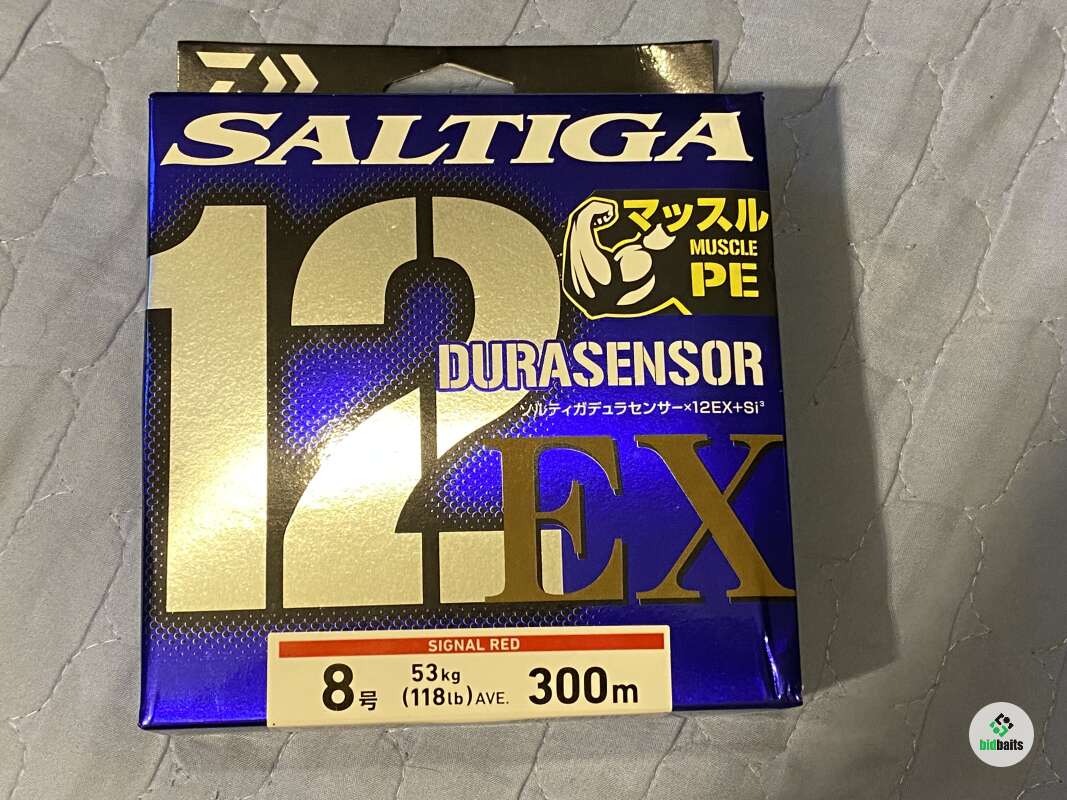 SALTIGA
12
マッスル
MUSCLE
PE
DURASENSOR
ソルティガデュラセンサー×12EX+Si³
EX
SIGNAL RED
8号 53kg (118lb) AVE. 300m
bidbaits